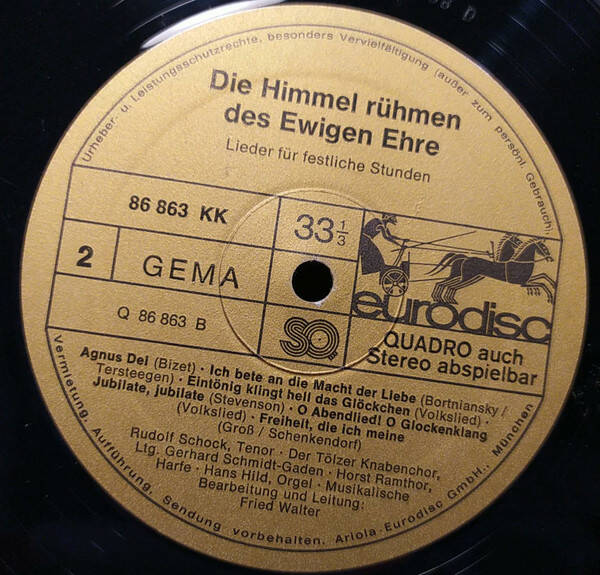 98 D
Urheber- u. Leistungsschutzrechte, besonders Vervielfältigung (außer zum persönl. Gebrauch),
Die Himmel rühmen
des Ewigen Ehre
Lieder für festliche Stunden
86 863 KK
33 1/3
2
GEMA
eurodisc
Q 86 863 B
SQ
QUADRO auch
Stereo abspielbar
Agnus Dei (Bizet) · Ich bete an die Macht der Liebe (Bortniansky /
Tersteegen) · Eintönig klingt hell das Glöckchen (Volkslied) ·
Jubilate, jubilate (Stevenson) · O Abendlied! O Glockenklang
(Volkslied) · Freiheit, die ich meine
(Groß / Schenkendorf)
Rudolf Schock, Tenor · Der Tölzer Knabenchor,
Ltg. Gerhard Schmidt-Gaden · Horst Ramthor,
Harfe · Hans Hild, Orgel · Musikalische
Bearbeitung und Leitung:
Fried Walter
Vermietung, Aufführung, Sendung vorbehalten. Ariola-Eurodisc GmbH., München